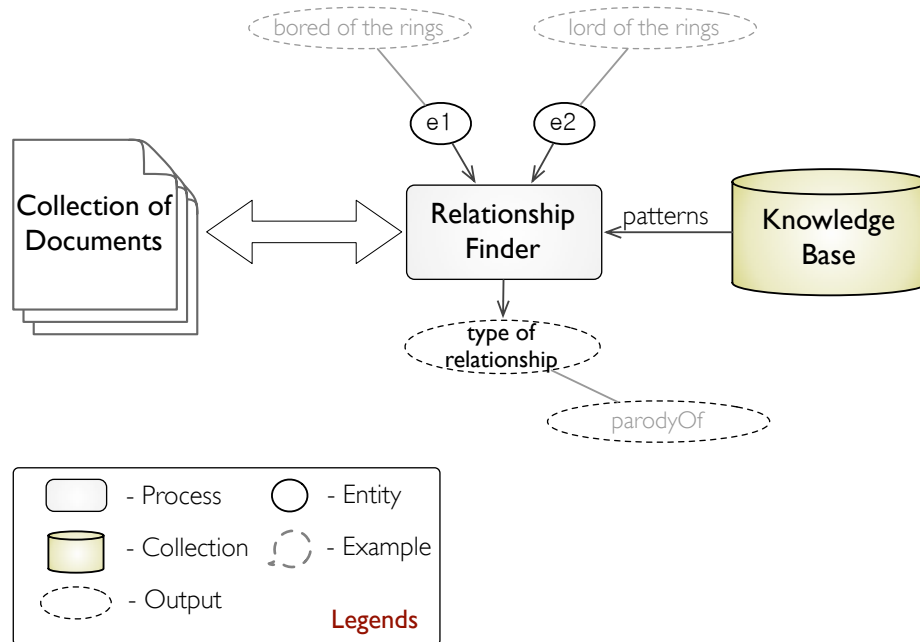 bored of the rings
lord of the rings
e1
e2
Collection of
Documents
Relationship
Finder
patterns
Knowledge
Base
type of
relationship
parodyOf
- Process
- Entity
- Collection
- Example
- Output
Legends